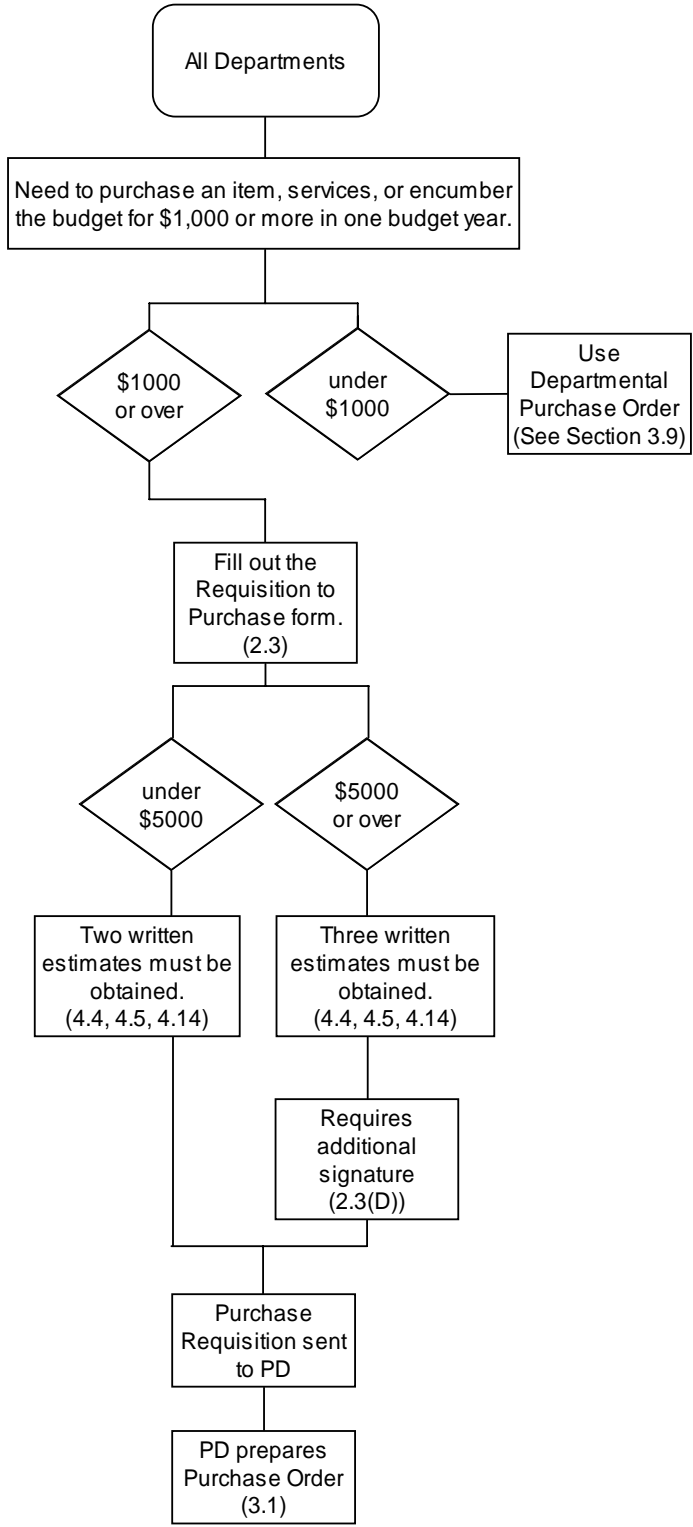 All Departments
Need to purchase an item, services, or encumber
the budget for $1,000 or more in one budget year.
$1000
or over
under
$1000
Use
Departmental
Purchase Order
(See Section 3.9)
Fill out the
Requisition to
Purchase form.
(2.3)
under
$5000
$5000
or over
Two written
estimates must be
obtained.
(4.4, 4.5, 4.14)
Three written
estimates must be
obtained.
(4.4, 4.5, 4.14)
Requires
additional
signature
(2.3(D))
Purchase
Requisition sent
to PD
PD prepares
Purchase Order
(3.1)